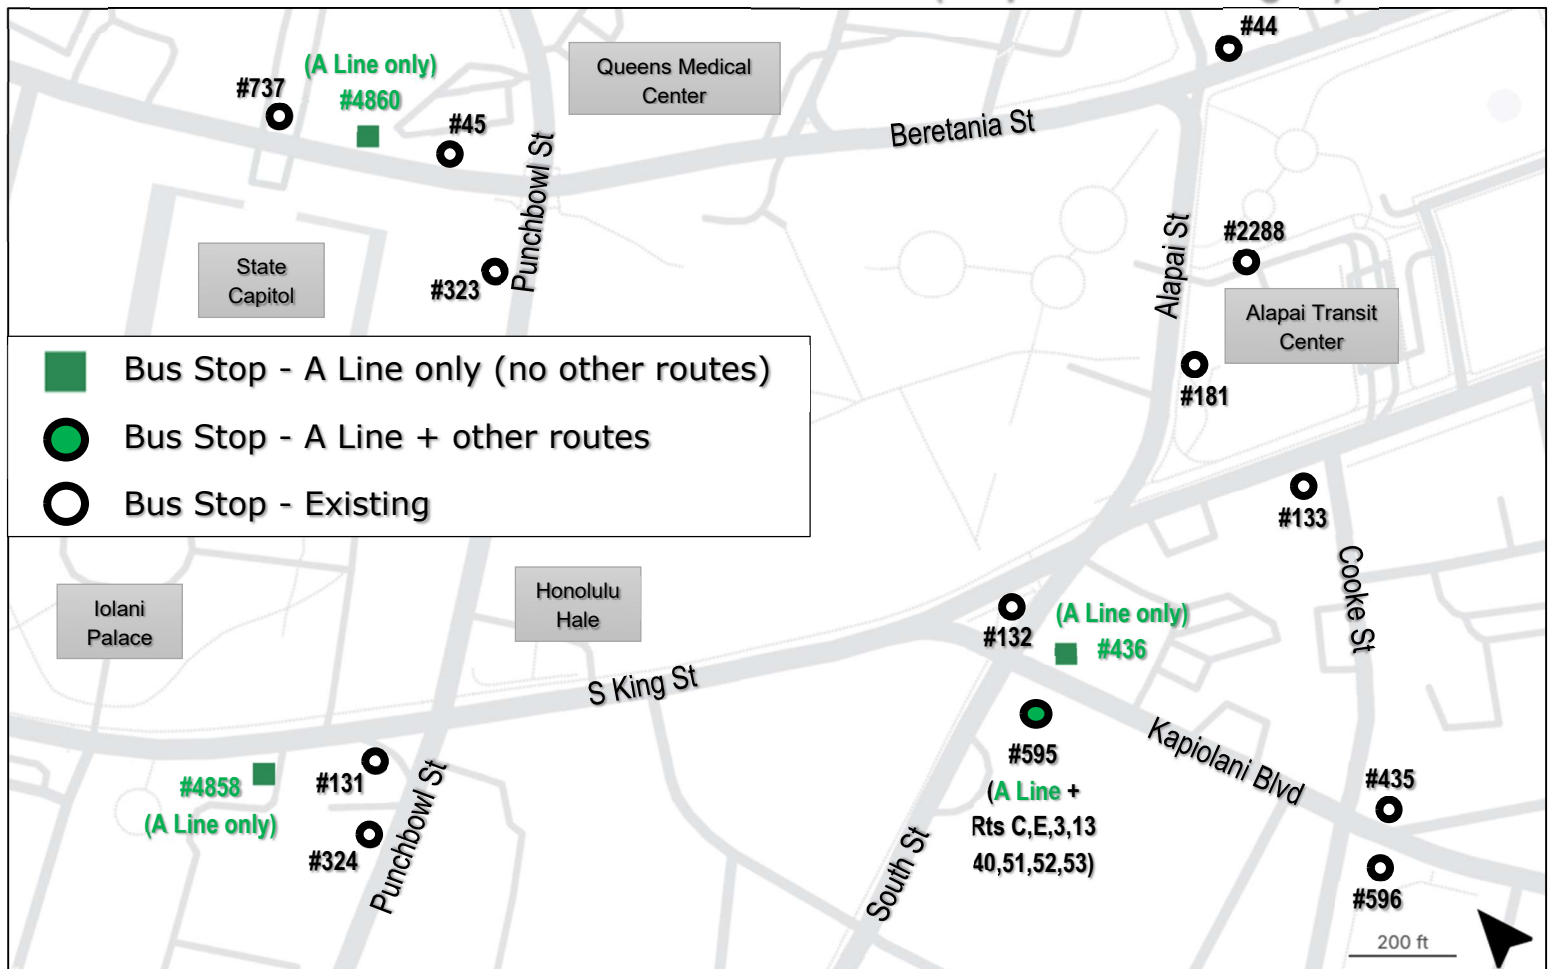 #44
(A Line only)
#4860
#737
#45
Queens Medical
Center
Beretania St
Punchbowl St
State
Capitol
#323
Alapai St
#2288
Alapai Transit
Center
#181
Bus Stop - A Line only (no other routes)
Bus Stop - A Line + other routes
Bus Stop - Existing
#133
Cooke St
Iolani
Palace
Honolulu
Hale
#132
(A Line only)
#436
S King St
#595
(A Line +
Rts C,E,3,13
40,51,52,53)
Kapiolani Blvd
#4858
(A Line only)
#131
#324
Punchbowl St
South St
#435
#596
200 ft